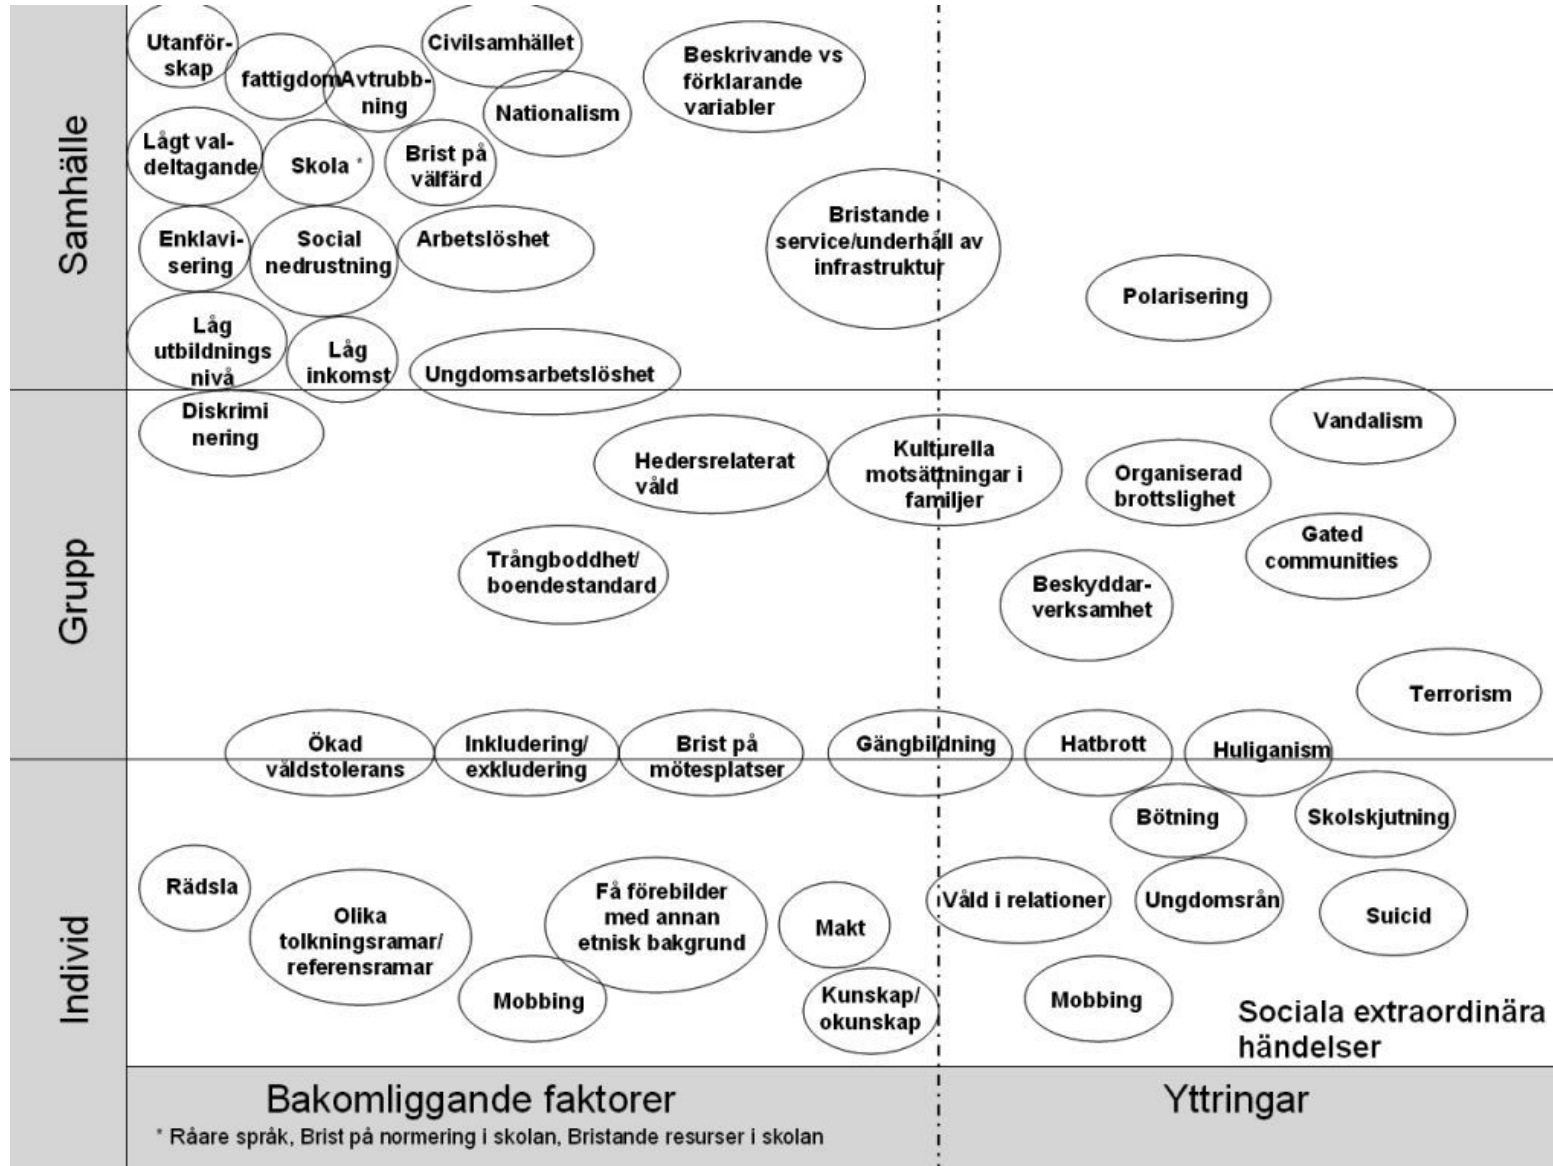 Samhälle
Utanför-
skap
fattigdom
Avtrubb-
ning
Civilsamhället
Nationalism
Beskrivande vs
förklarande
variabler
Lågt val-
deltagande
Skola *
Brist på
välfärd
Enklavi-
sering
Social
nedrustning
Arbetslöshet
Bristande
service/underhåll av
infrastruktur
Polarisering
Låg
utbildnings
nivå
Låg
inkomst
Ungdomsarbetslöshet
Grupp
Diskrimi
nering
Hedersrelaterat
våld
Kulturella
motsättningar i
familjer
Vandalism
Organiserad
brottslighet
Gated
communities
Trångboddhet/
boendestandard
Beskyddar-
verksamhet
Terrorism
Ökad
våldstolerans
Inkludering/
exkludering
Brist på
mötesplatser
Gängbildning
Hatbrott
Huliganism
Individ
Bötning
Skolskjutning
Rädsla
Olika
tolkningsramar/
referensramar
Få förebilder
med annan
etnisk bakgrund
Makt
Våld i relationer
Ungdomsrån
Suicid
Mobbing
Kunskap/
okunskap
Mobbing
Sociala extraordinära
händelser
Bakomliggande faktorer
Yttringar
* Råare språk, Brist på normering i skolan, Bristande resurser i skolan